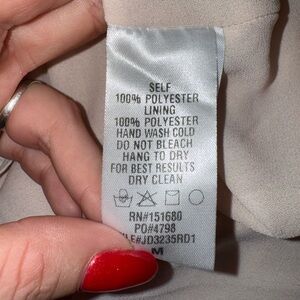 SELF
100% POLYESTER
LINING
100% POLYESTER
HAND WASH COLD
DO NOT BLEACH
HANG TO DRY
FOR BEST RESULTS
DRY CLEAN
RN#151680
PO#4798
JD3235RD1
M